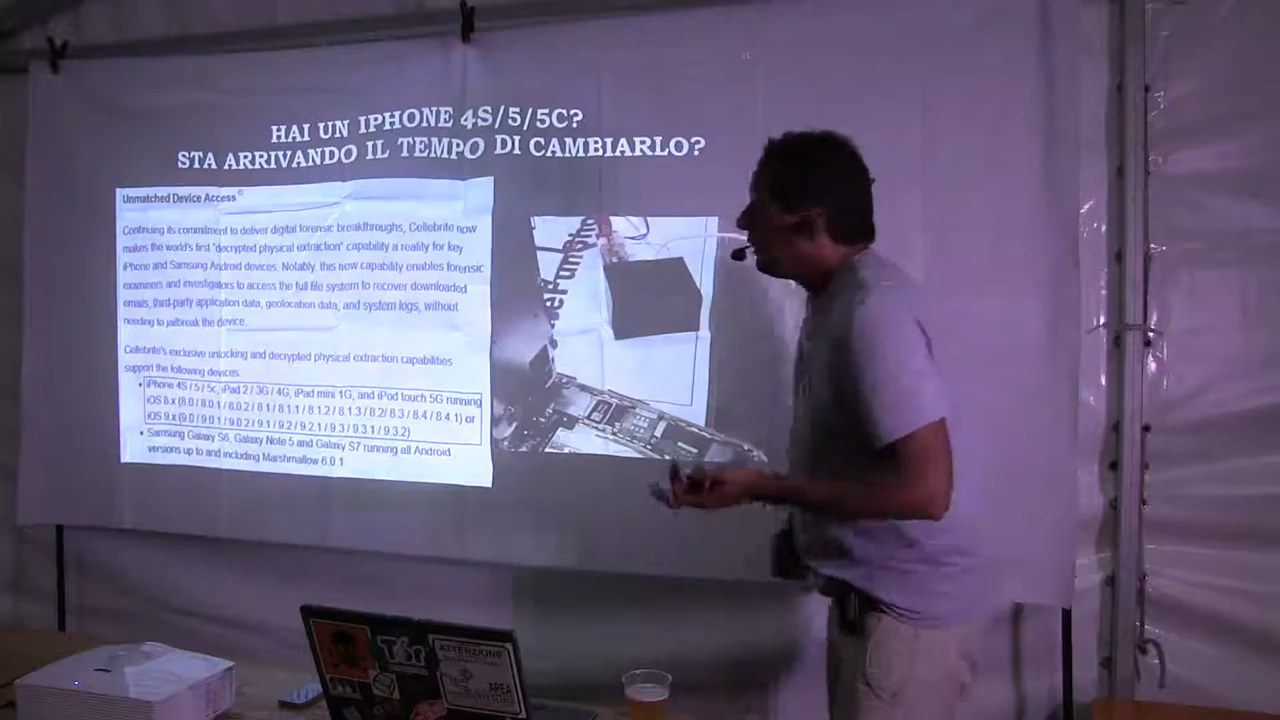 HAI UN IPHONE 4S/5/5C?
STA ARRIVANDO IL TEMPO DI CAMBIARLO?
Unmatched Device Access©
Continuing its commitment to deliver digital forensic breakthroughs, Cellebrite now
makes the world's first "decrypted physical extraction" capability a reality for key
iPhone and Samsung Android devices. Notably, this new capability enables forensic
examiners and investigators to access the full file system to recover downloaded
emails, third-party application data, geolocation data, and system logs, without
needing to jailbreak the device.
Cellebrite's exclusive unlocking and decrypted physical extraction capabilities
support the following devices.
• iPhone 4S / 5 / 5c, iPad 2 / 3G / 4G, iPad mini 1G, and iPod touch 5G running
iOS 8.x (8.0 / 8.0.1 / 8.0.2 / 8.1 / 8.1.1 / 8.1.2 / 8.1.3 / 8.2/ 8.3 / 8.4 / 8.4.1) or
iOS 9.x (9.0 / 9.0.1 / 9.0.2 / 9.1 / 9.2 / 9.2.1 / 9.3 / 9.3.1 / 9.3.2)
• Samsung Galaxy S6, Galaxy Note 5 and Galaxy S7 running all Android
versions up to and including Marshmallow 6.0.1
Tor
ATTENZIONE
AREA